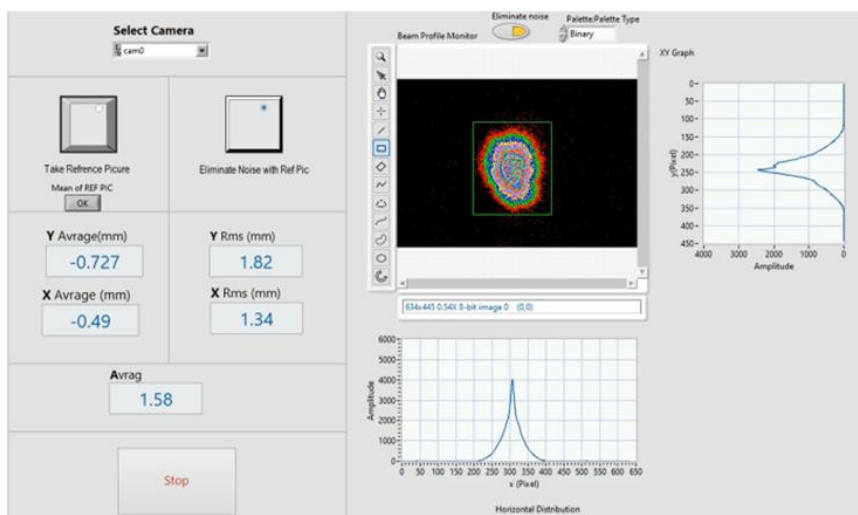 Select Camera
cam0
Take Refrence Picure
Mean of REF PIC
OK
Eliminate Noise with Ref Pic
Y Avrage(mm)
-0.727
Y Rms (mm)
1.82
X Avrage (mm)
-0.49
X Rms (mm)
1.34
Avrag
1.58
Stop
Eliminate noise
Palette:Palette Type
Binary
Beam Profile Monitor
634x445 0.54X 8-bit image 0 (0,0)
XY Graph
0
50
100
150
200
250
300
350
400
450
y(Pixel)
4000 3000 2000 1000 0
Amplitude
6000
5000
4000
3000
2000
1000
0
Amplitude
0 50 100 150 200 250 300 350 400 450 500 550 600 650
x (Pixel)
Horizontal Distribution